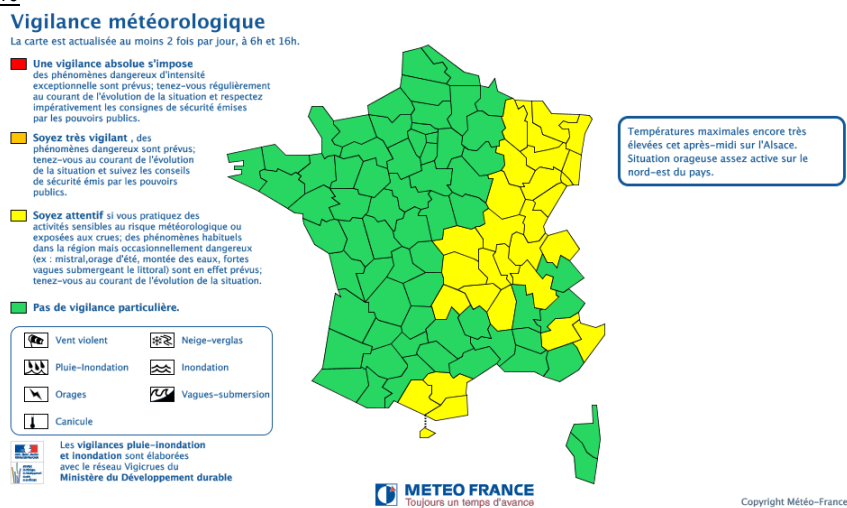 Vigilance météorologique
La carte est actualisée au moins 2 fois par jour, à 6h et 16h.
Une vigilance absolue s'impose
des phénomènes dangereux d'intensité
exceptionnelle sont prévus; tenez-vous régulièrement
au courant de l'évolution de la situation et respectez
impérativement les consignes de sécurité émises
par les pouvoirs publics.
Soyez très vigilant , des
phénomènes dangereux sont prévus;
tenez-vous au courant de l'évolution
de la situation et suivez les conseils
de sécurité émis par les pouvoirs
publics.
Soyez attentif si vous pratiquez des
activités sensibles au risque météorologique ou
exposées aux crues; des phénomènes habituels
dans la région mais occasionnellement dangereux
(ex : mistral,orage d'été, montée des eaux, fortes
vagues submergeant le littoral) sont en effet prévus;
tenez-vous au courant de l'évolution de la situation.
Pas de vigilance particulière.
Vent violent
Neige-verglas
Pluie-Inondation
Inondation
Orages
Vagues-submersion
Canicule
Les vigilances pluie-inondation
et inondation sont élaborées
avec le réseau Vigicrues du
Ministère du Développement durable
Températures maximales encore très
élevées cet après-midi sur l'Alsace.
Situation orageuse assez active sur le
nord-est du pays.
METEO FRANCE
Toujours un temps d'avance
Copyright Météo-France